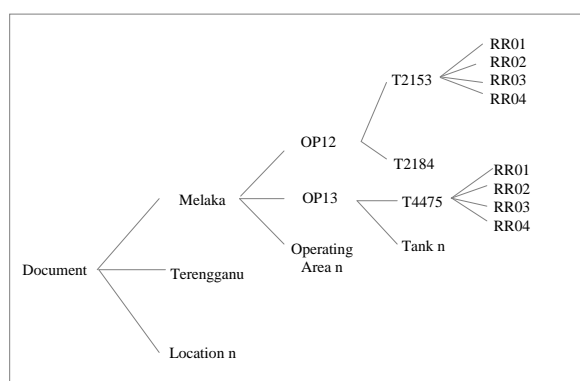 RR01
RR02
RR03
RR04
T2153
OP12
T2184
RR01
RR02
RR03
RR04
Melaka
OP13
T4475
Operating
Area n
Tank n
Document
Terengganu
Location n